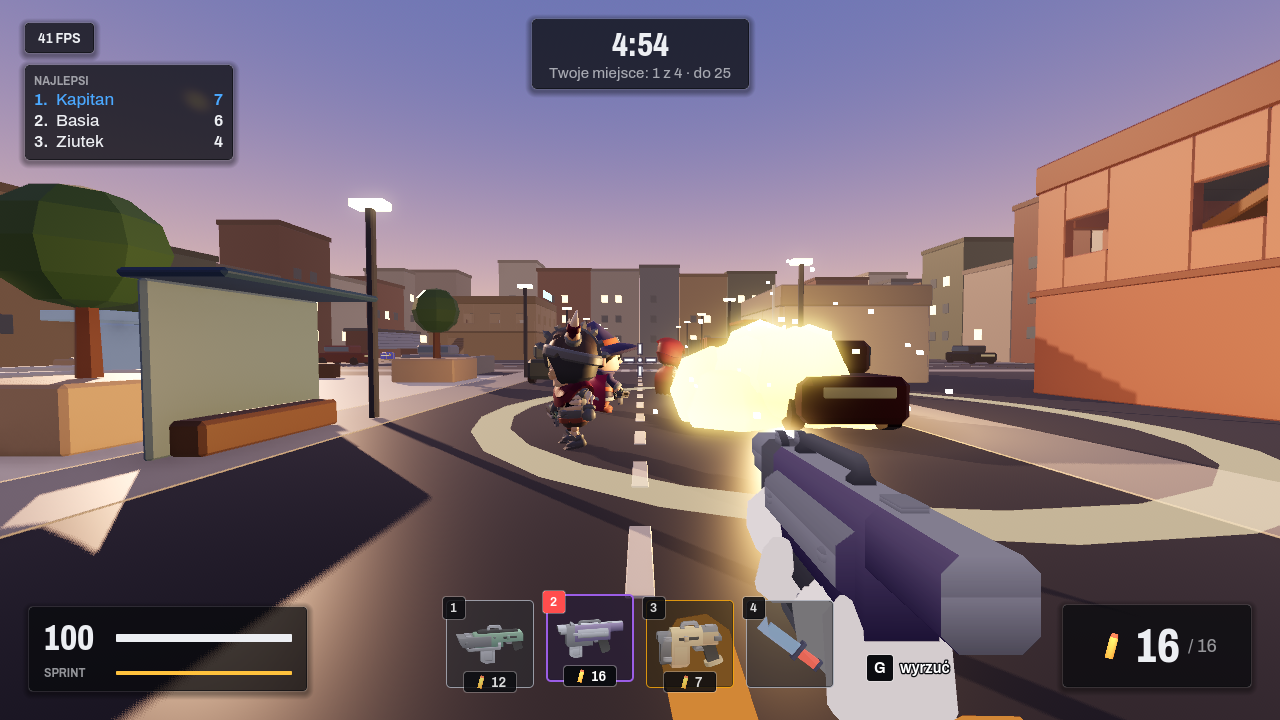 41 FPS
NAJLEPSI
1. Kapitan 7
2. Basia 6
3. Ziutek 4
4:54
Twoje miejsce: 1 z 4 · do 25
100
SPRINT
1
12
2
16
3
7
4
G wyrzuć
16 / 16